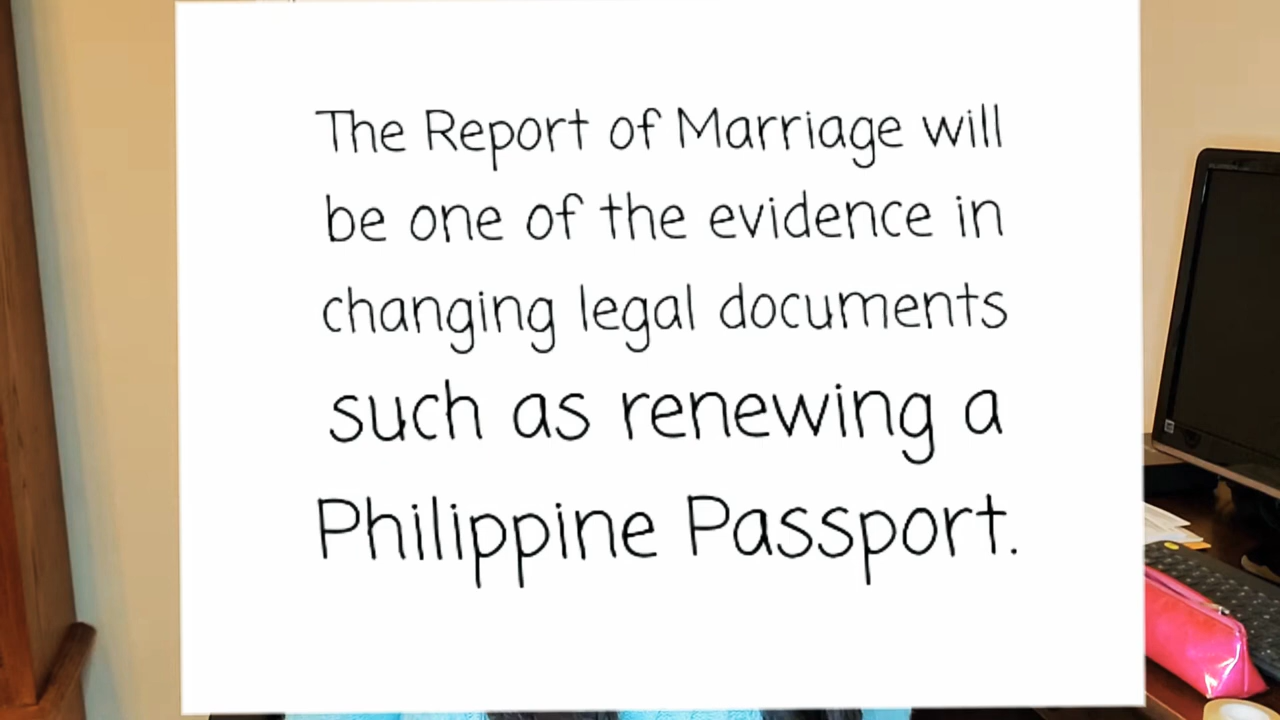 The Report of Marriage will
be one of the evidence in
changing legal documents
such as renewing a
Philippine Passport.